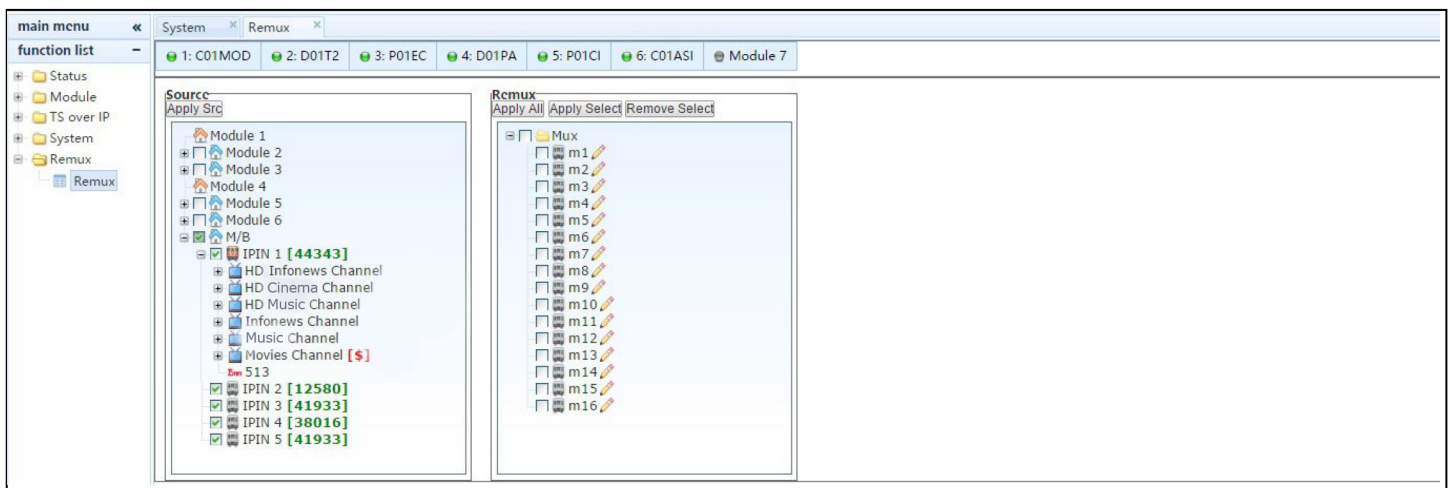 main menu «
function list −
Status
Module
TS over IP
System
Remux
Remux
System × Remux ×
1: C01MOD 2: D01T2 3: P01EC 4: D01PA 5: P01CI 6: C01ASI Module 7
Source
Apply Src
Module 1
Module 2
Module 3
Module 4
Module 5
Module 6
M/B
IPIN 1 [44343]
HD Infonews Channel
HD Cinema Channel
HD Music Channel
Infonews Channel
Music Channel
Movies Channel [$]
513
IPIN 2 [12580]
IPIN 3 [41933]
IPIN 4 [38016]
IPIN 5 [41933]
Remux
Apply All Apply Select Remove Select
Mux
m1
m2
m3
m4
m5
m6
m7
m8
m9
m10
m11
m12
m13
m14
m15
m16